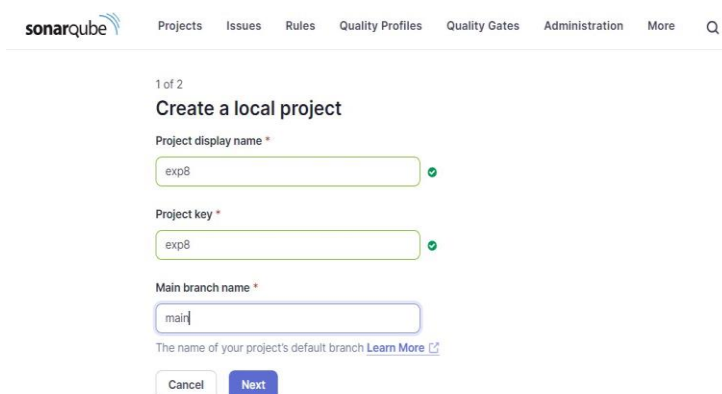 sonarqube Projects Issues Rules Quality Profiles Quality Gates Administration More
1 of 2
Create a local project
Project display name *
exp8
Project key *
exp8
Main branch name *
main
The name of your project's default branch Learn More
Cancel Next